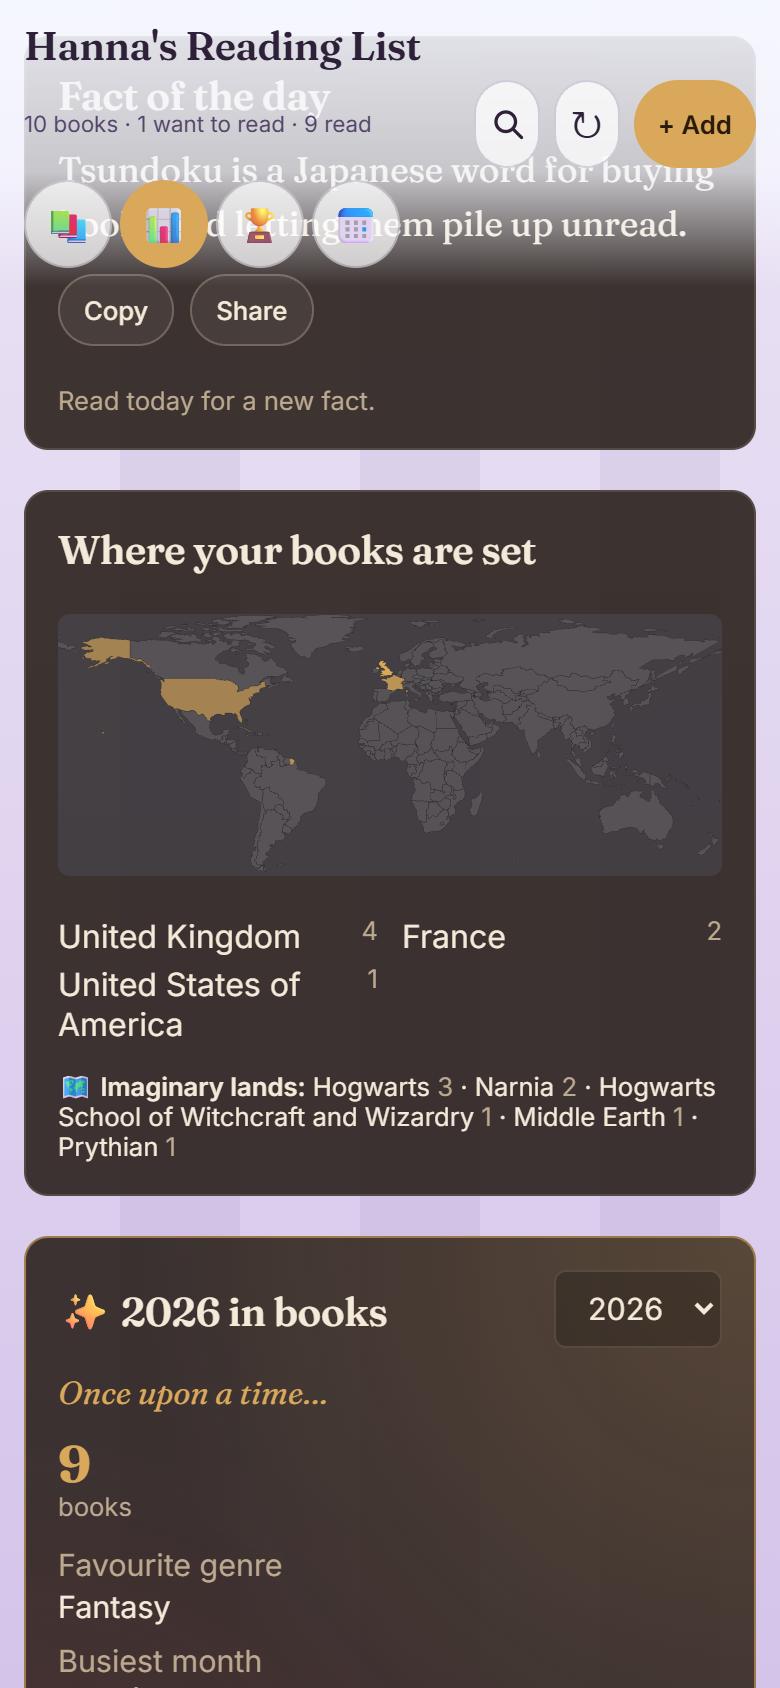 Hanna's Reading List
Fact of the day
10 books · 1 want to read · 9 read
+ Add
Tsundoku is a Japanese word for buying
letting them pile up unread.
Copy
Share
Read today for a new fact.
Where your books are set
United Kingdom 4 France 2
United States of 1
America
Imaginary lands: Hogwarts 3 · Narnia 2 · Hogwarts
School of Witchcraft and Wizardry 1 · Middle Earth 1 ·
Prythian 1
2026 in books
2026
Once upon a time...
9
books
Favourite genre
Fantasy
Busiest month